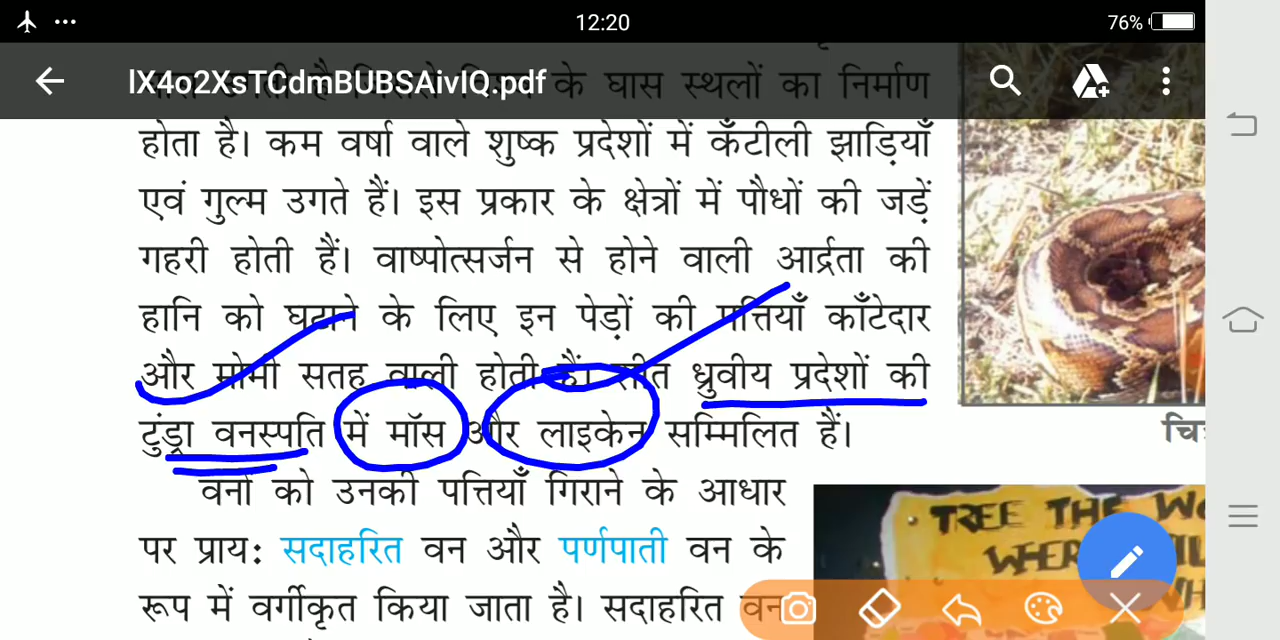 12:20
76%
lX4o2XsTCdmBUBSAivIQ.pdf
के घास स्थलों का निर्माण
होता है। कम वर्षा वाले शुष्क प्रदेशों में कँटीली झाड़ियाँ
एवं गुल्म उगते हैं। इस प्रकार के क्षेत्रों में पौधों की जड़ें
गहरी होती हैं। वाष्पोत्सर्जन से होने वाली आर्द्रता की
हानि को घटाने के लिए इन पेड़ों की पत्तियाँ काँटेदार
और मोमी सतह वाली होती हैं। शीत ध्रुवीय प्रदेशों की
टुंड्रा वनस्पति में मॉस और लाइकेन सम्मिलित हैं।
वनों को उनकी पत्तियाँ गिराने के आधार
पर प्राय: सदाहरित वन और पर्णपाती वन के
रूप में वर्गीकृत किया जाता है। सदाहरित वन
TREE THE